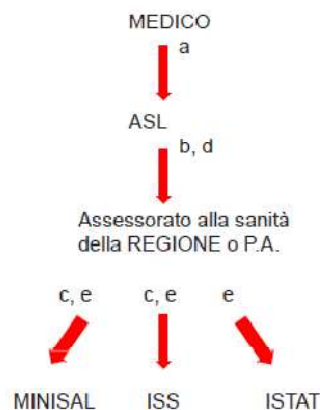 MEDICO
a
ASL
b, d
Assessorato alla sanità
della REGIONE o P.A.
c, e c, e e
MINISAL ISS ISTAT